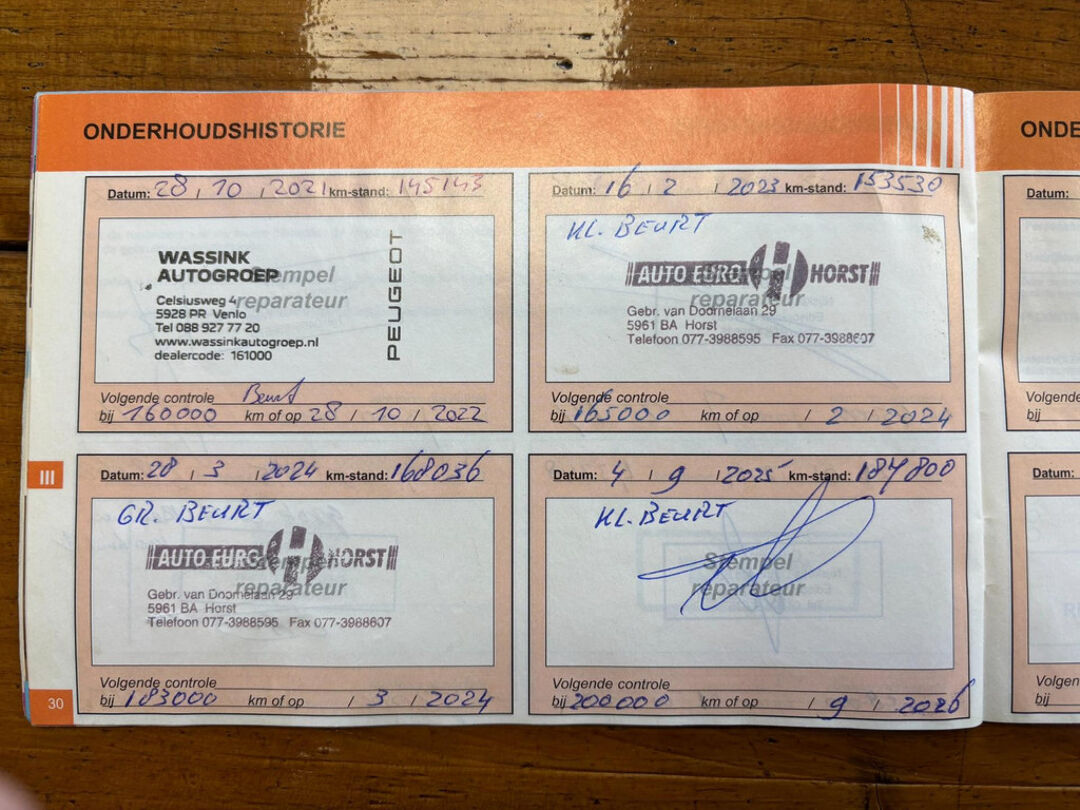 ONDERHOUDSHISTORIE
Datum: 28 / 10 / 2021 km-stand: 145143
WASSINK
AUTOGROEP
Stempel
reparateur
Celsiusweg 4
5928 PR Venlo
Tel 088 927 77 20
www.wassinkautogroep.nl
dealercode: 161000
PEUGEOT
Volgende controle Beurt
bij 160000 km of op 28 / 10 / 2022
Datum: 16 / 2 / 2023 km-stand: 153530
KL. BEURT
AUTO EURO HORST
Stempel
reparateur
Gebr. van Doornelaan 29
5961 BA Horst
Telefoon 077-3988595 Fax 077-3988607
Volgende controle
bij 165000 km of op / 2 / 2024
III
Datum: 28 / 3 / 2024 km-stand: 168036
GR. BEURT
AUTO EURO HORST
Stempel
reparateur
Gebr. van Doornelaan 29
5961 BA Horst
Telefoon 077-3988595 Fax 077-3988607
Volgende controle
bij 183000 km of op / 3 / 2024
Datum: 4 / 9 / 2025 km-stand: 187800
KL. BEURT
Stempel
reparateur
Volgende controle
bij 200000 km of op / 9 / 2026
30
ONDE
Datum:
Volgende
bij
Datum:
Volgen
bij